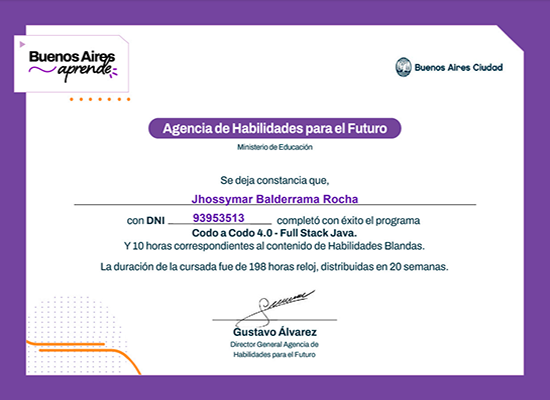 Buenos Aires
aprende
Buenos Aires Ciudad
Agencia de Habilidades para el Futuro
Ministerio de Educación
Se deja constancia que,
Jhossymar Balderrama Rocha
con DNI 93953513 completó con éxito el programa
Codo a Codo 4.0 - Full Stack Java.
Y 10 horas correspondientes al contenido de Habilidades Blandas.
La duración de la cursada fue de 198 horas reloj, distribuidas en 20 semanas.
Gustavo Álvarez
Director General Agencia de
Habilidades para el Futuro